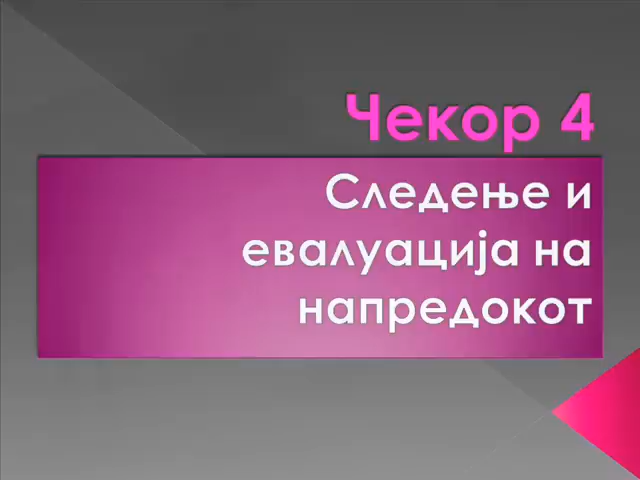 Чекор 4
Следење и
евалуација на
напредокот